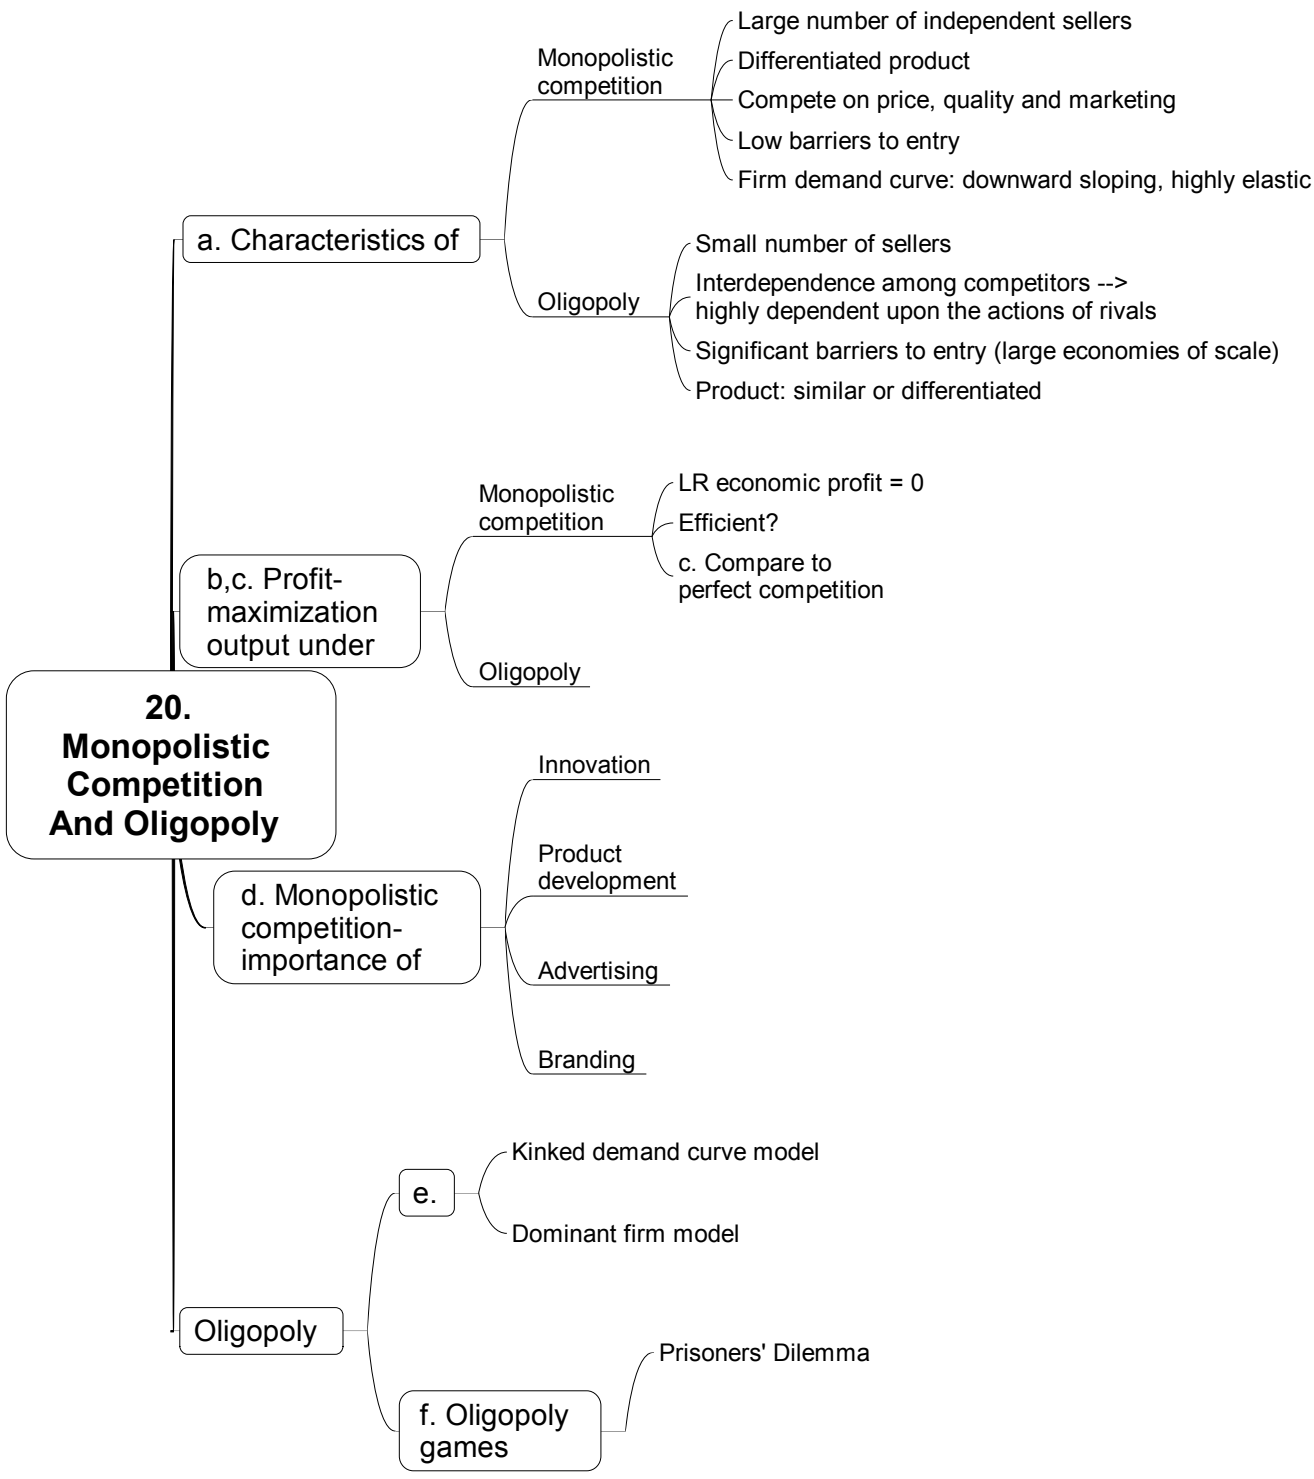 20.
Monopolistic
Competition
And Oligopoly
a. Characteristics of
Monopolistic
competition
Large number of independent sellers
Differentiated product
Compete on price, quality and marketing
Low barriers to entry
Firm demand curve: downward sloping, highly elastic
Oligopoly
Small number of sellers
Interdependence among competitors -->
highly dependent upon the actions of rivals
Significant barriers to entry (large economies of scale)
Product: similar or differentiated
b,c. Profit-
maximization
output under
Monopolistic
competition
LR economic profit = 0
Efficient?
c. Compare to
perfect competition
Oligopoly
d. Monopolistic
competition-
importance of
Innovation
Product
development
Advertising
Branding
Oligopoly
e.
Kinked demand curve model
Dominant firm model
f. Oligopoly
games
Prisoners' Dilemma